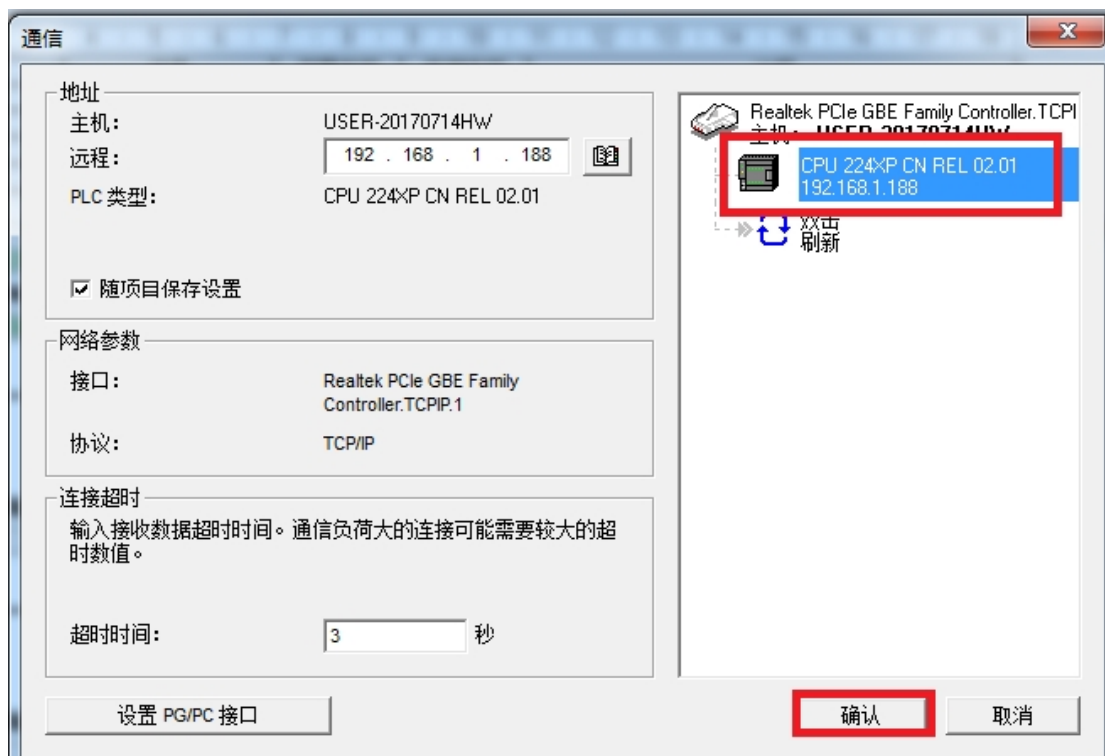 通信
地址
主机：
USER-20170714HW
远程：
192 . 168 . 1 . 188
PLC 类型：
CPU 224XP CN REL 02.01
随项目保存设置
网络参数
接口：
Realtek PCIe GBE Family
Controller.TCPIP.1
协议：
TCP/IP
连接超时
输入接收数据超时时间。通信负荷大的连接可能需要较大的超
时数值。
超时时间：
3 秒
设置 PG/PC 接口
Realtek PCIe GBE Family Controller.TCPI
主机： USER-20170714HW
CPU 224XP CN REL 02.01
192.168.1.188
双击
刷新
确认
取消